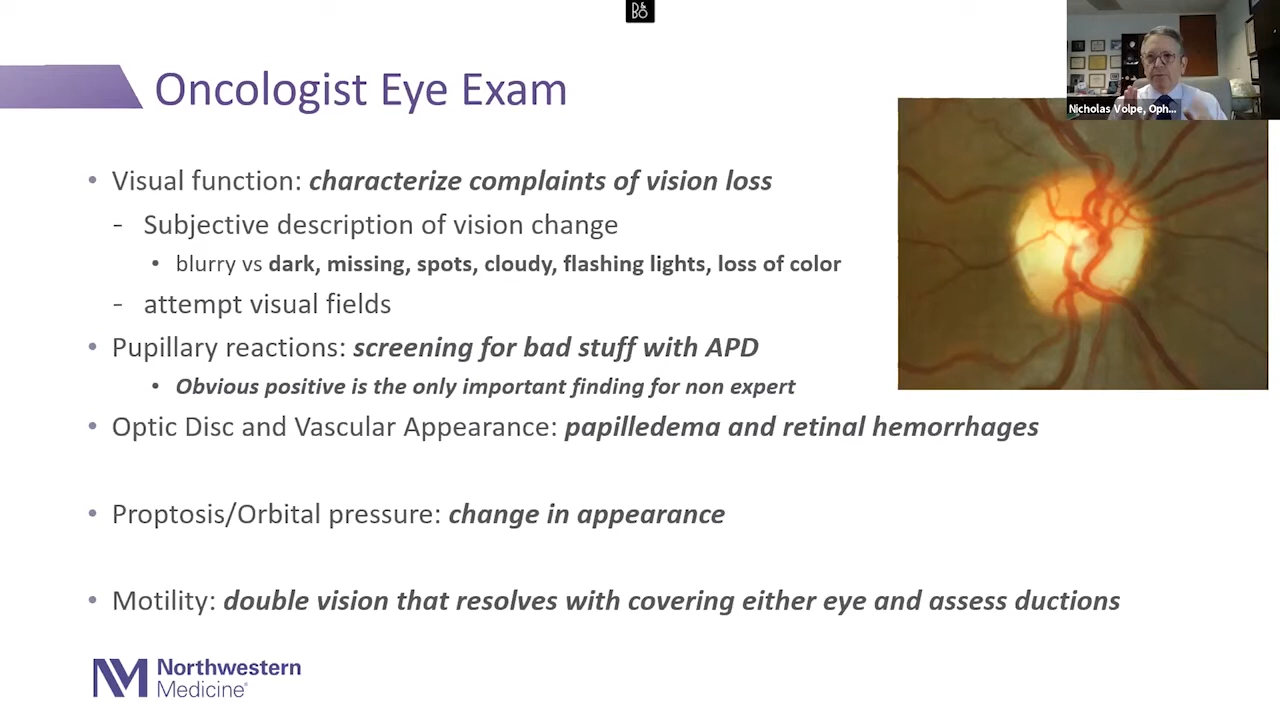 D&
BO
Oncologist Eye Exam
Nicholas Volpe, Oph...
• Visual function: characterize complaints of vision loss
- Subjective description of vision change
• blurry vs dark, missing, spots, cloudy, flashing lights, loss of color
- attempt visual fields
• Pupillary reactions: screening for bad stuff with APD
• Obvious positive is the only important finding for non expert
• Optic Disc and Vascular Appearance: papilledema and retinal hemorrhages
• Proptosis/Orbital pressure: change in appearance
• Motility: double vision that resolves with covering either eye and assess ductions
NM Northwestern
Medicine®